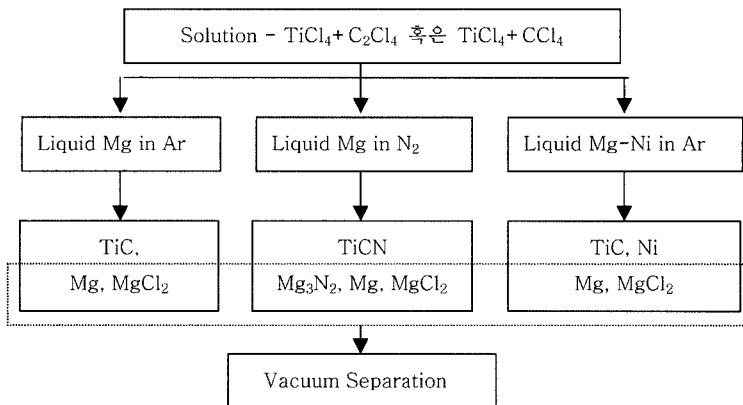 Solution - TiCl₄+ C₂Cl₄ 혹은 TiCl₄+ CCl₄
Liquid Mg in Ar
Liquid Mg in N₂
Liquid Mg-Ni in Ar
TiC,
Mg, MgCl₂
TiCN
Mg₃N₂, Mg, MgCl₂
TiC, Ni
Mg, MgCl₂
Vacuum Separation